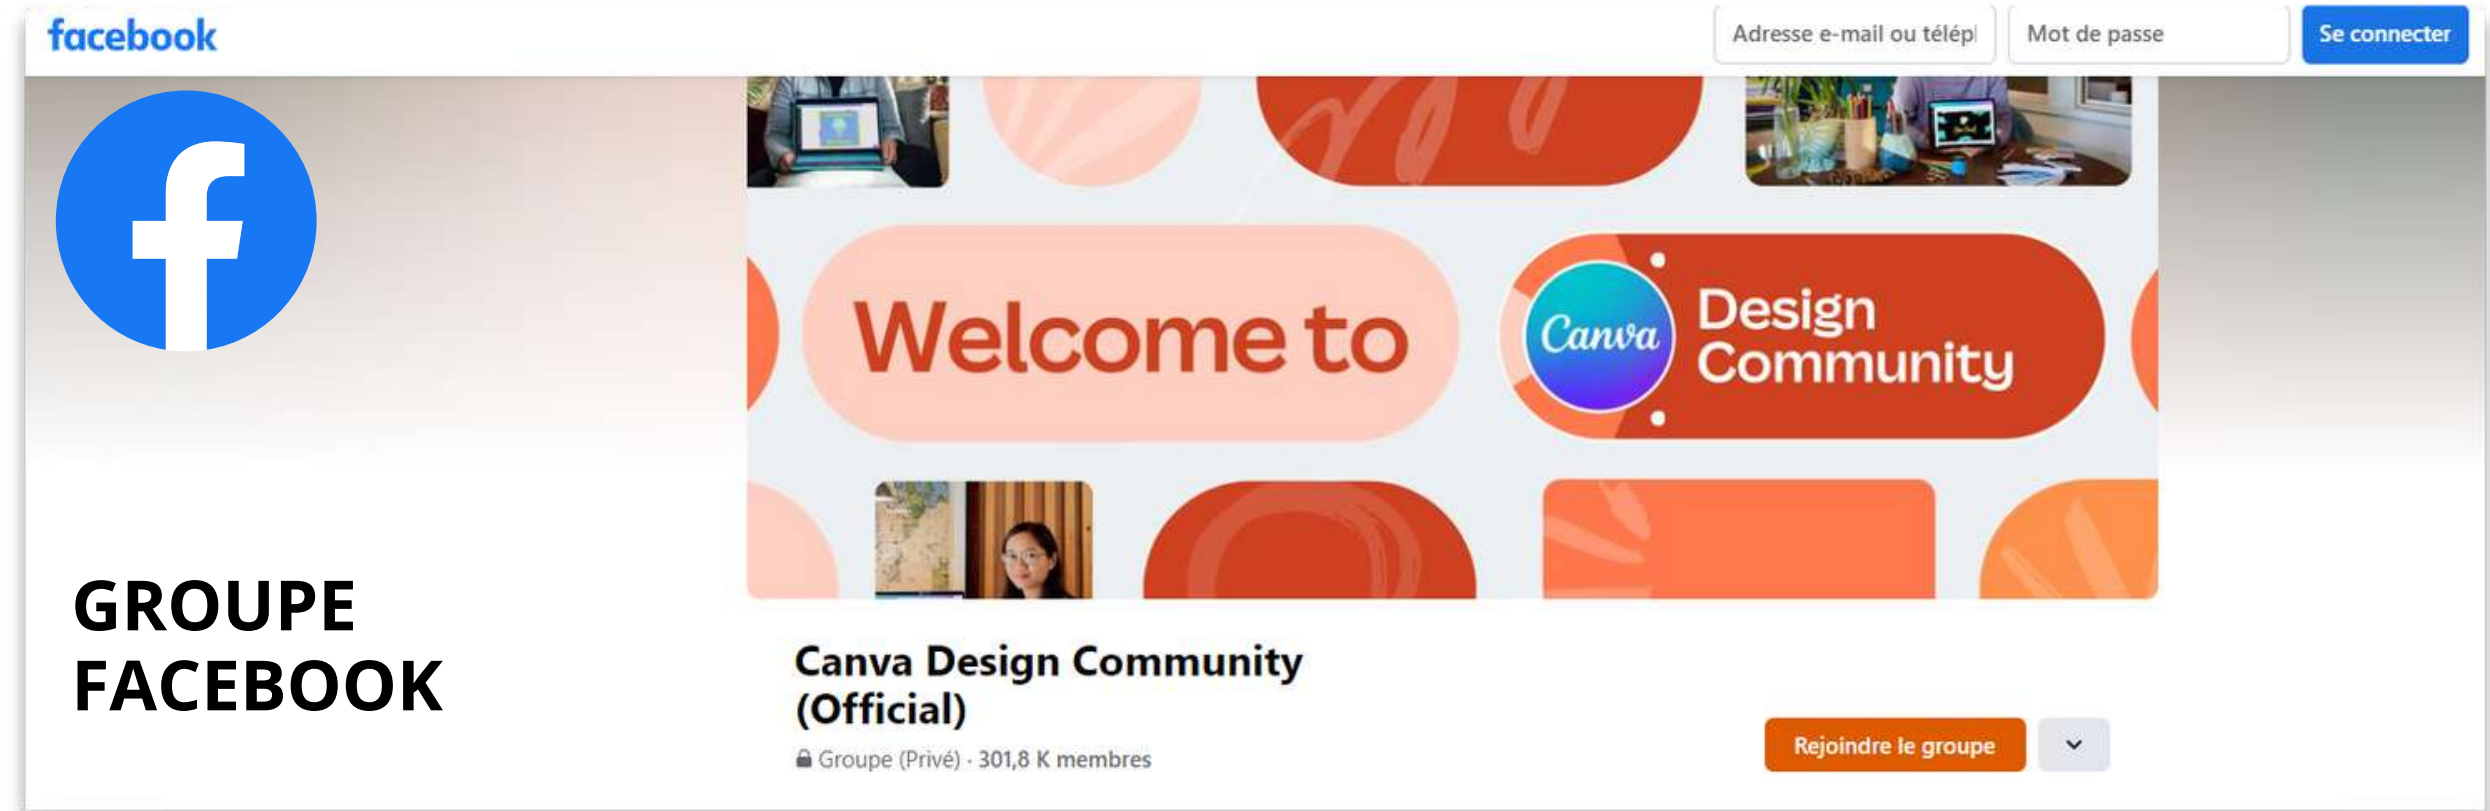 facebook
Adresse e-mail ou télép
Mot de passe
Se connecter
Welcome to
Canva
Design
Community
GROUPE
FACEBOOK
Canva Design Community
(Official)
Groupe (Privé) · 301,8 K membres
Rejoindre le groupe